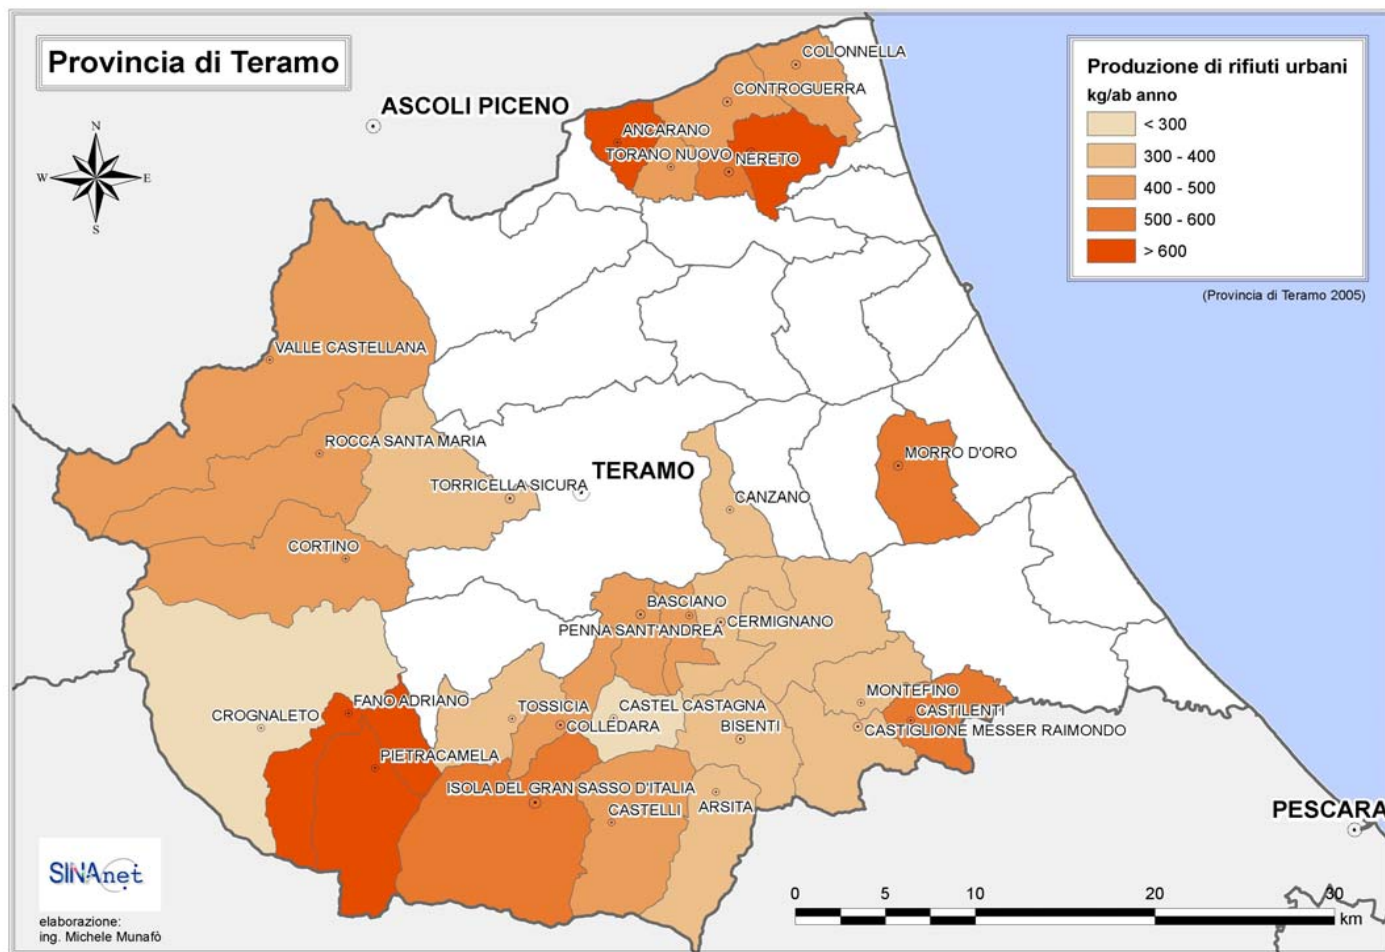 Provincia di Teramo
COLONNELLA
CONTROGUERRA
ASCOLI PICENO
ANCARANO
TORANO NUOVO
NERETO
Produzione di rifiuti urbani
kg/ab anno
< 300
300 - 400
400 - 500
500 - 600
> 600
(Provincia di Teramo 2005)
N
W
E
S
VALLE CASTELLANA
ROCCA SANTA MARIA
TERAMO
MORRO D'ORO
TORRICELLA SICURA
CANZANO
CORTINO
BASCIANO
CERMIGNANO
PENNA SANT'ANDREA
MONTEFINO
FANO ADRIANO
TOSSICIA
CASTEL CASTAGNA
CASTILENTI
CROGNALETO
COLLEDARA
BISENTI
CASTIGLIONE MESSER RAIMONDO
PIETRACAMELA
ISOLA DEL GRAN SASSO D'ITALIA
CASTELLI
ARSITA
PESCARA
SINAnet
elaborazione:
ing. Michele Munafò
0 5 10 20 30
km